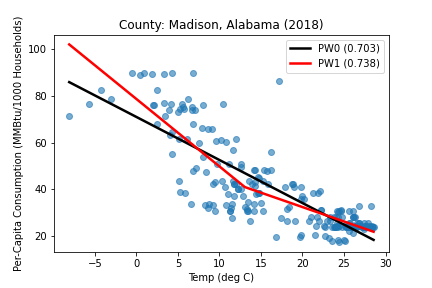 County: Madison, Alabama (2018)
PW0 (0.703)
PW1 (0.738)
Per-Capita Consumption (MMBtu/1000 Households)
100
80
60
40
20
−5 0 5 10 15 20 25 30
Temp (deg C)